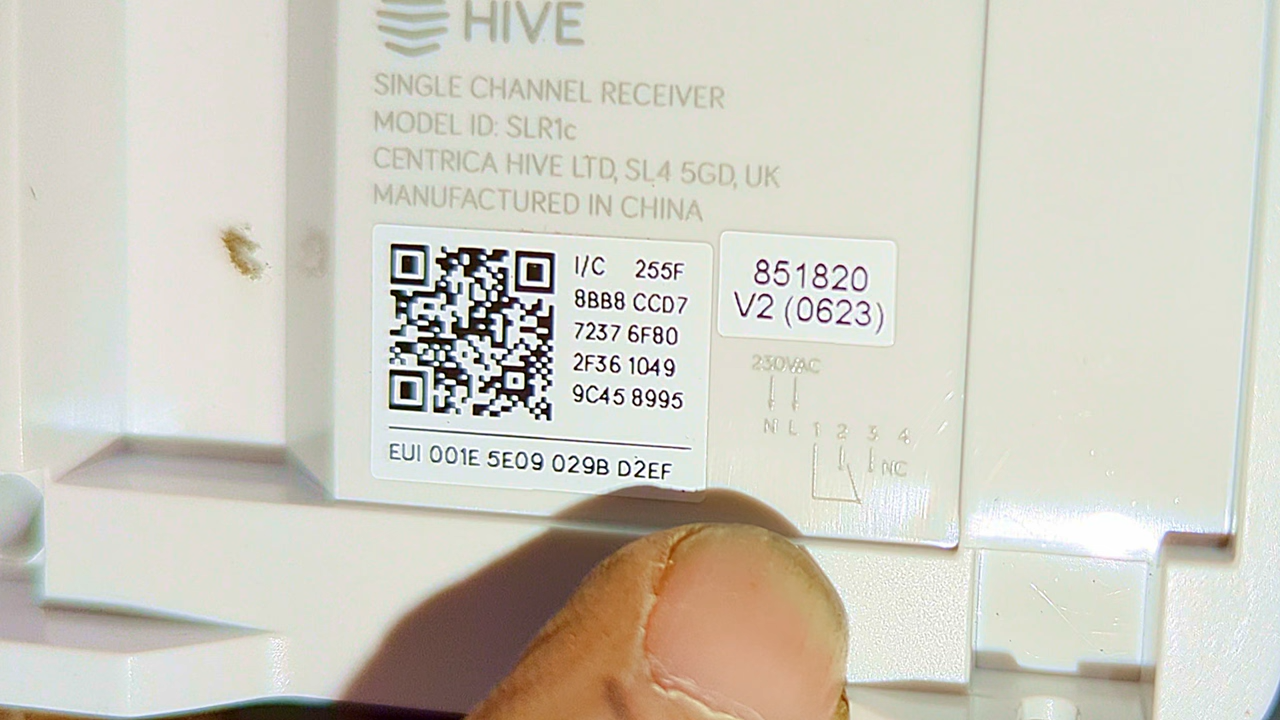 HIVE
SINGLE CHANNEL RECEIVER
MODEL ID: SLR1c
CENTRICA HIVE LTD, SL4 5GD, UK
MANUFACTURED IN CHINA
I/C 255F
8BB8 CCD7
7237 6F80
2F36 1049
9C45 8995
EUI 001E 5E09 029B D2EF
851820
V2 (0623)
230VAC
N L 1 2 3 4
NC